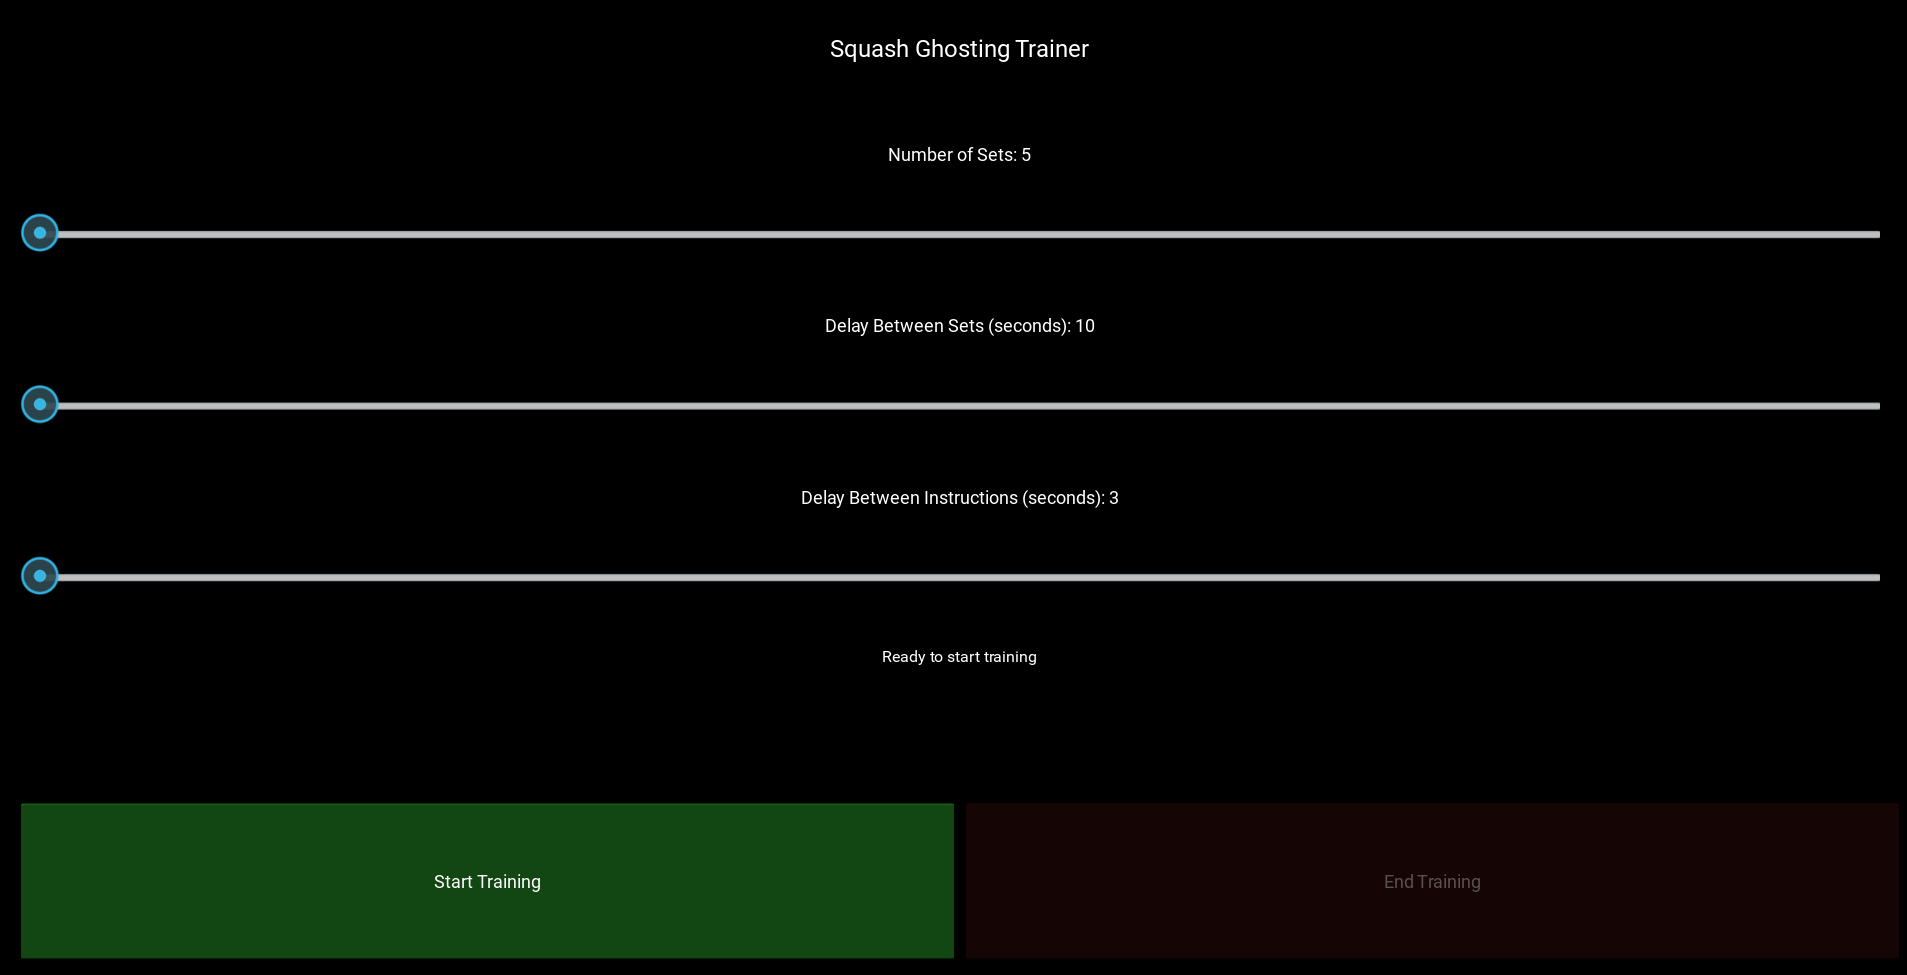 Squash Ghosting Trainer
Number of Sets: 5
Delay Between Sets (seconds): 10
Delay Between Instructions (seconds): 3
Ready to start training
Start Training
End Training